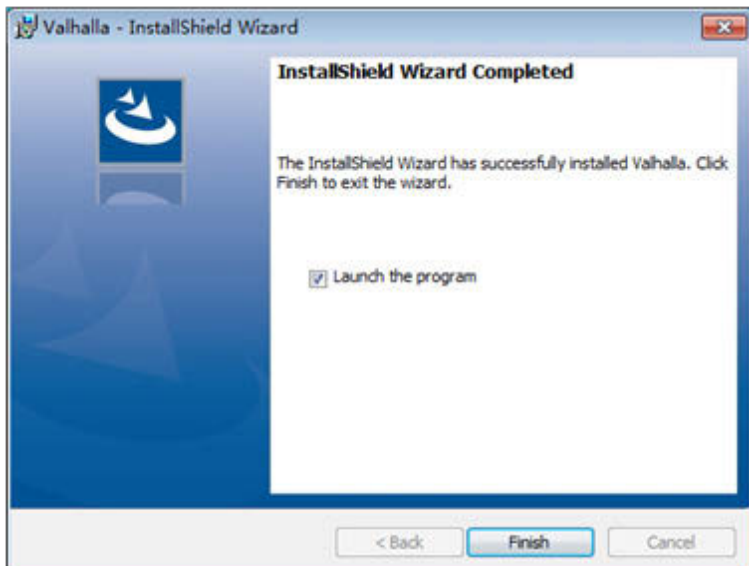 Valhalla - InstallShield Wizard
InstallShield Wizard Completed
The InstallShield Wizard has successfully installed Valhalla. Click
Finish to exit the wizard.
Launch the program
< Back
Finish
Cancel